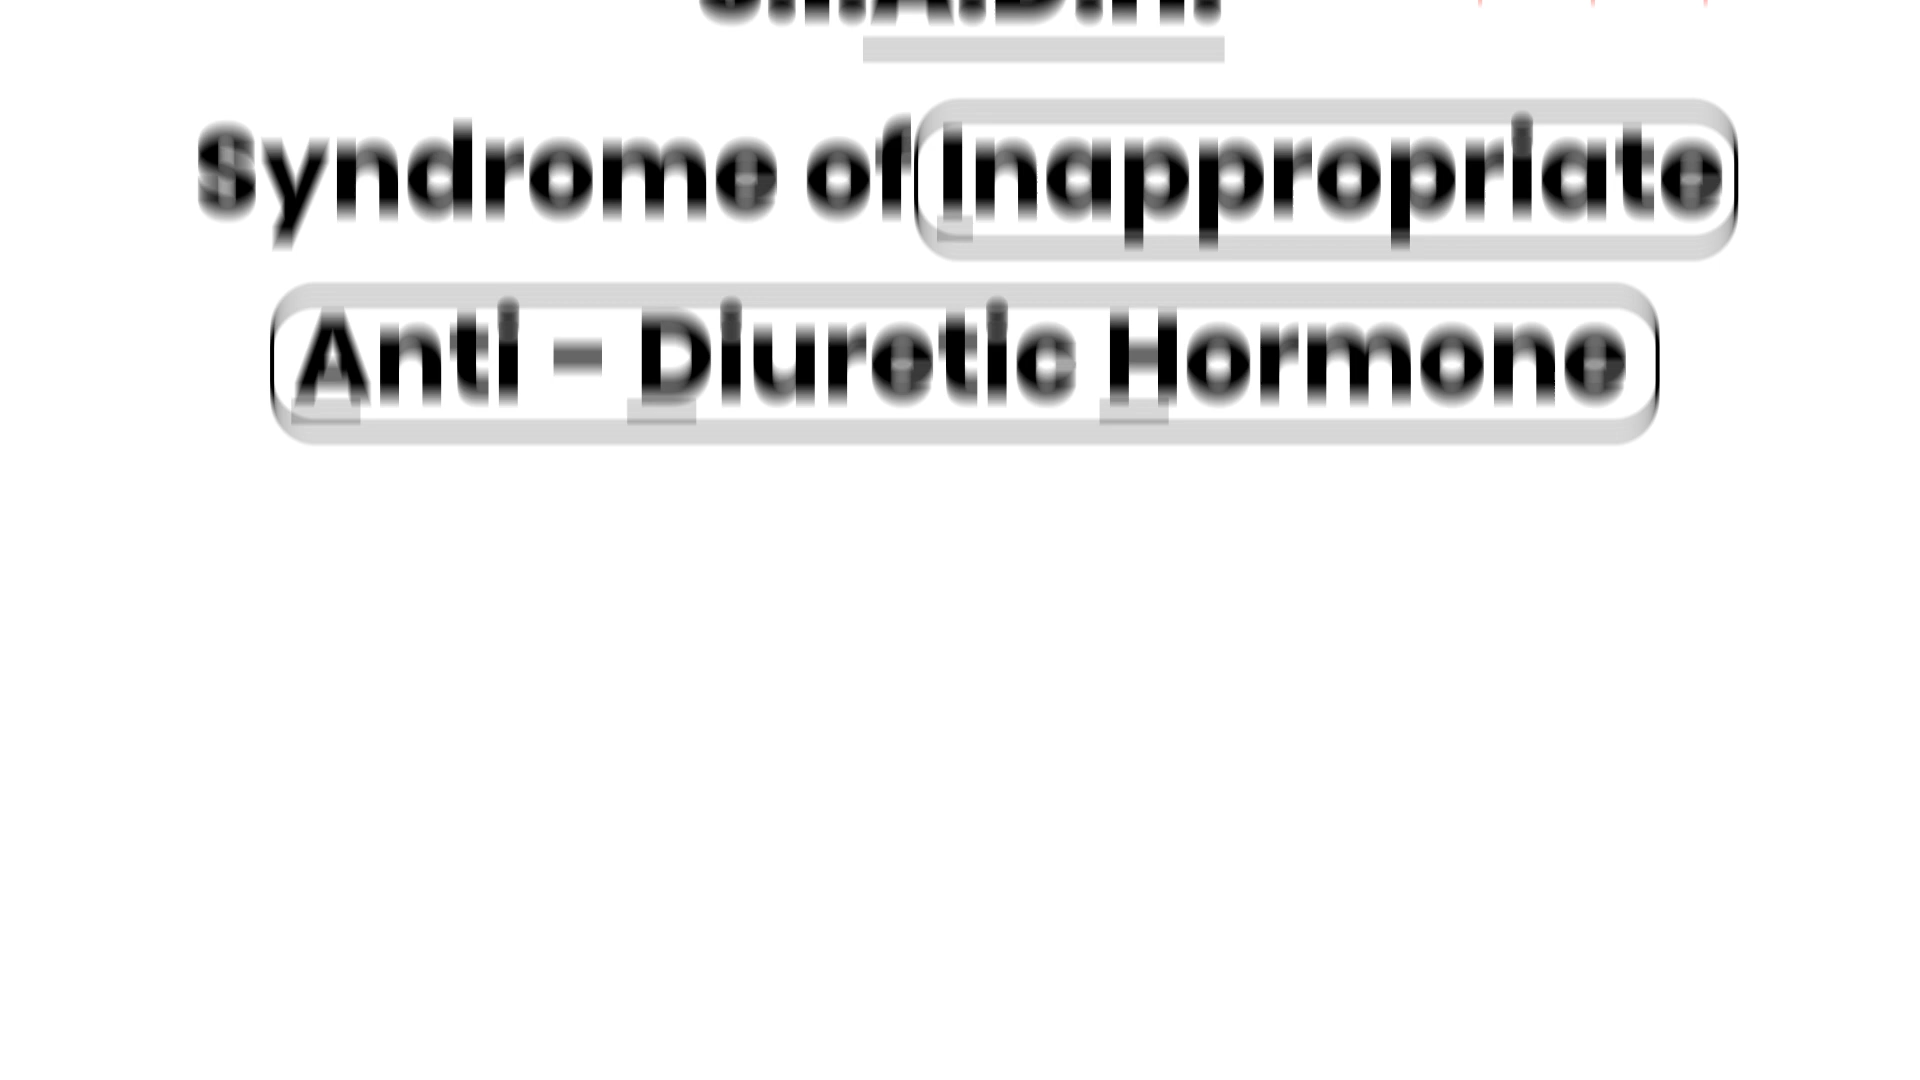 S.I.A.D.H.
Syndrome of Inappropriate
Anti - Diuretic Hormone